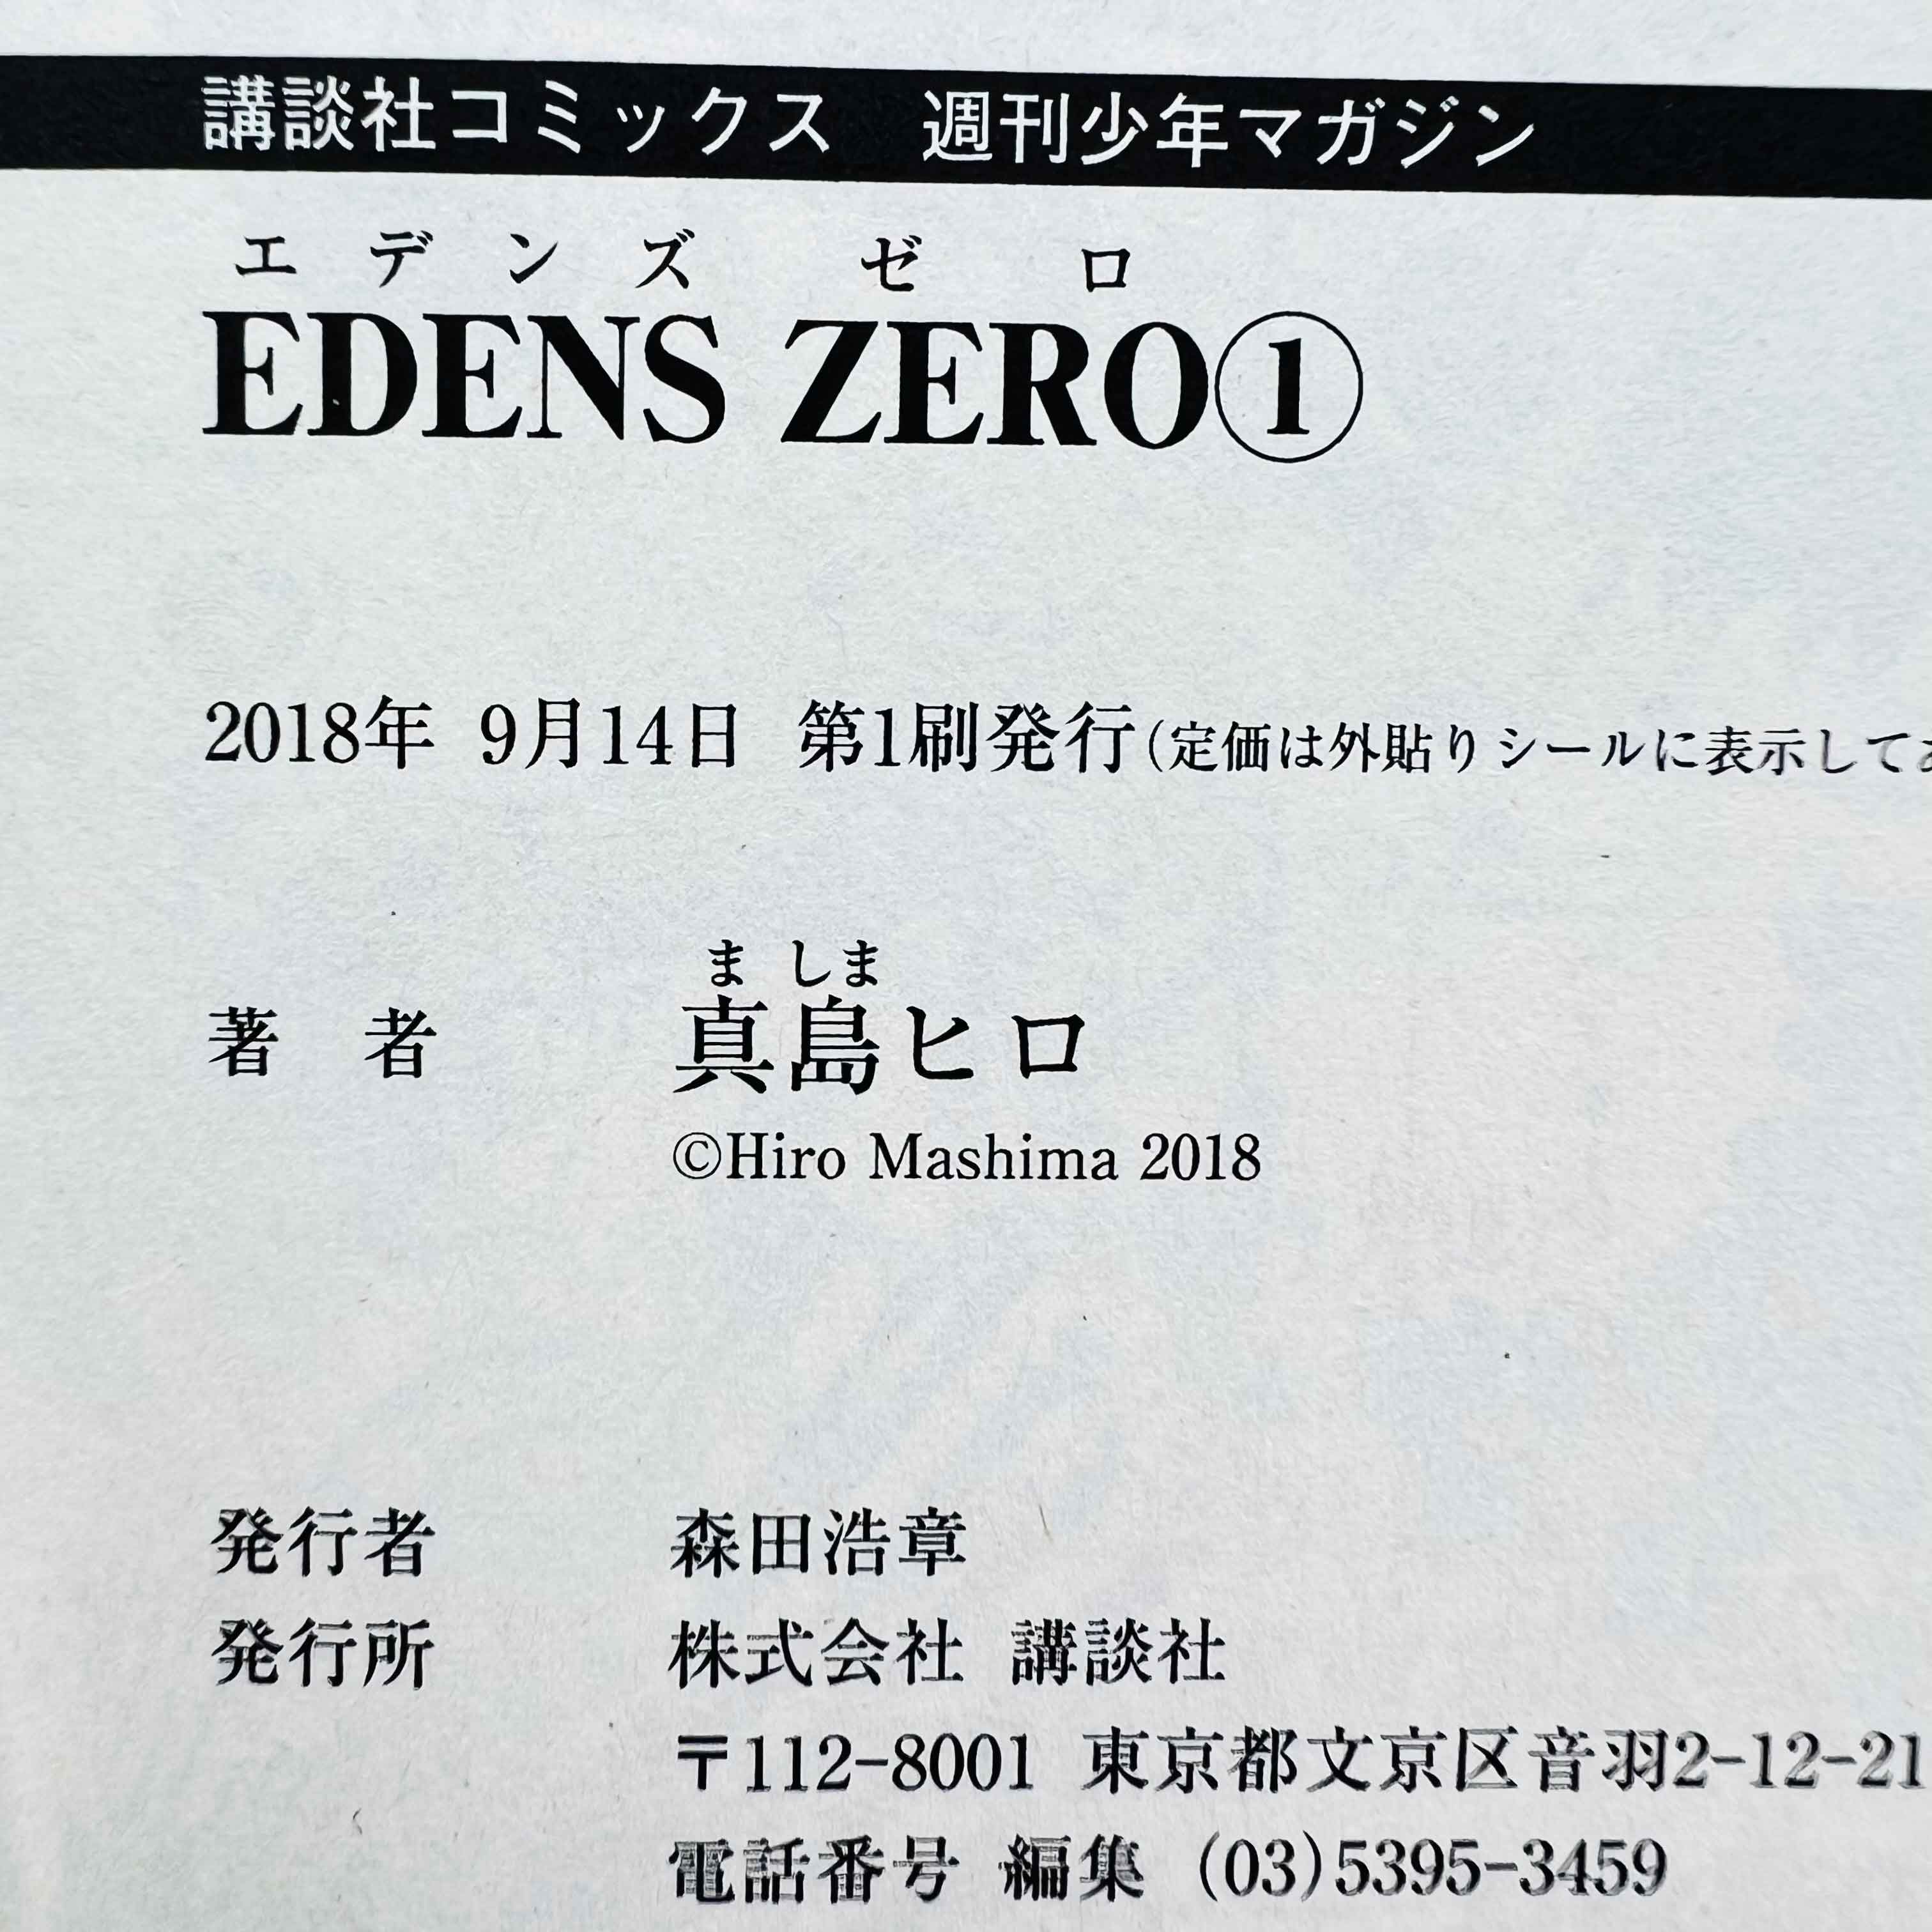 講談社コミックス 週刊少年マガジン
エデンズ ゼロ
EDENS ZERO①
2018年 9月14日 第1刷発行(定価は外貼りシールに表示してあ
ま しま
著 者 真島ヒロ
©Hiro Mashima 2018
発行者 森田浩章
発行所 株式会社 講談社
〒112-8001 東京都文京区音羽2-12-21
電話番号 編集 (03)5395-3459